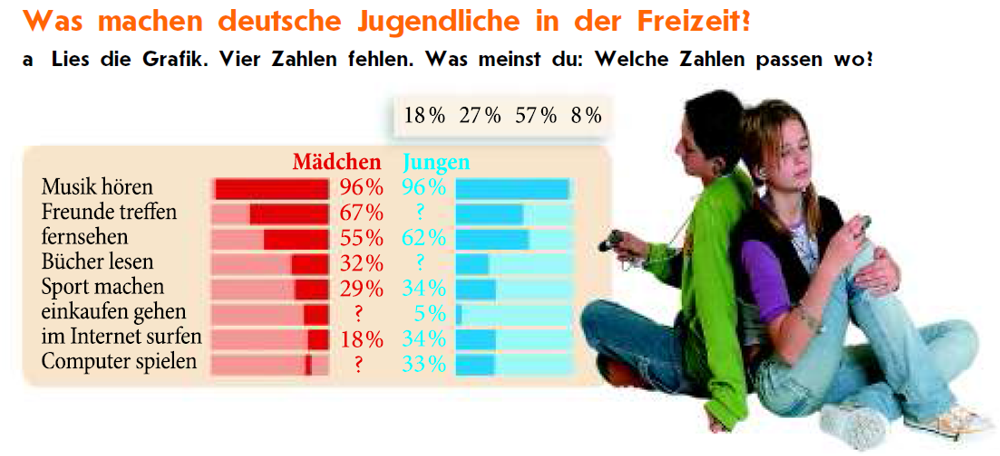 Was machen deutsche Jugendliche in der Freizeit?
a Lies die Grafik. Vier Zahlen fehlen. Was meinst du: Welche Zahlen passen wo?
18% 27% 57% 8%
Mädchen Jungen
Musik hören 96% 96%
Freunde treffen 67% ?
fernsehen 55% 62%
Bücher lesen 32% ?
Sport machen 29% 34%
einkaufen gehen ? 5%
im Internet surfen 18% 34%
Computer spielen ? 33%